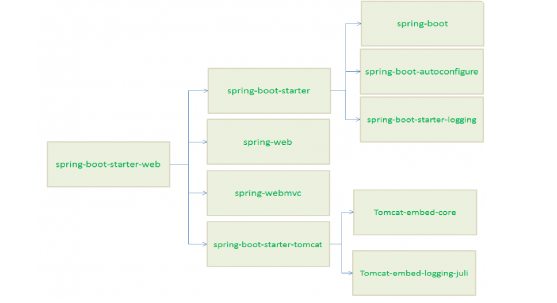 spring-boot
spring-boot-autoconfigure
spring-boot-starter
spring-boot-starter-logging
spring-web
spring-boot-starter-web
spring-webmvc
Tomcat-embed-core
spring-boot-starter-tomcat
Tomcat-embed-logging-juli